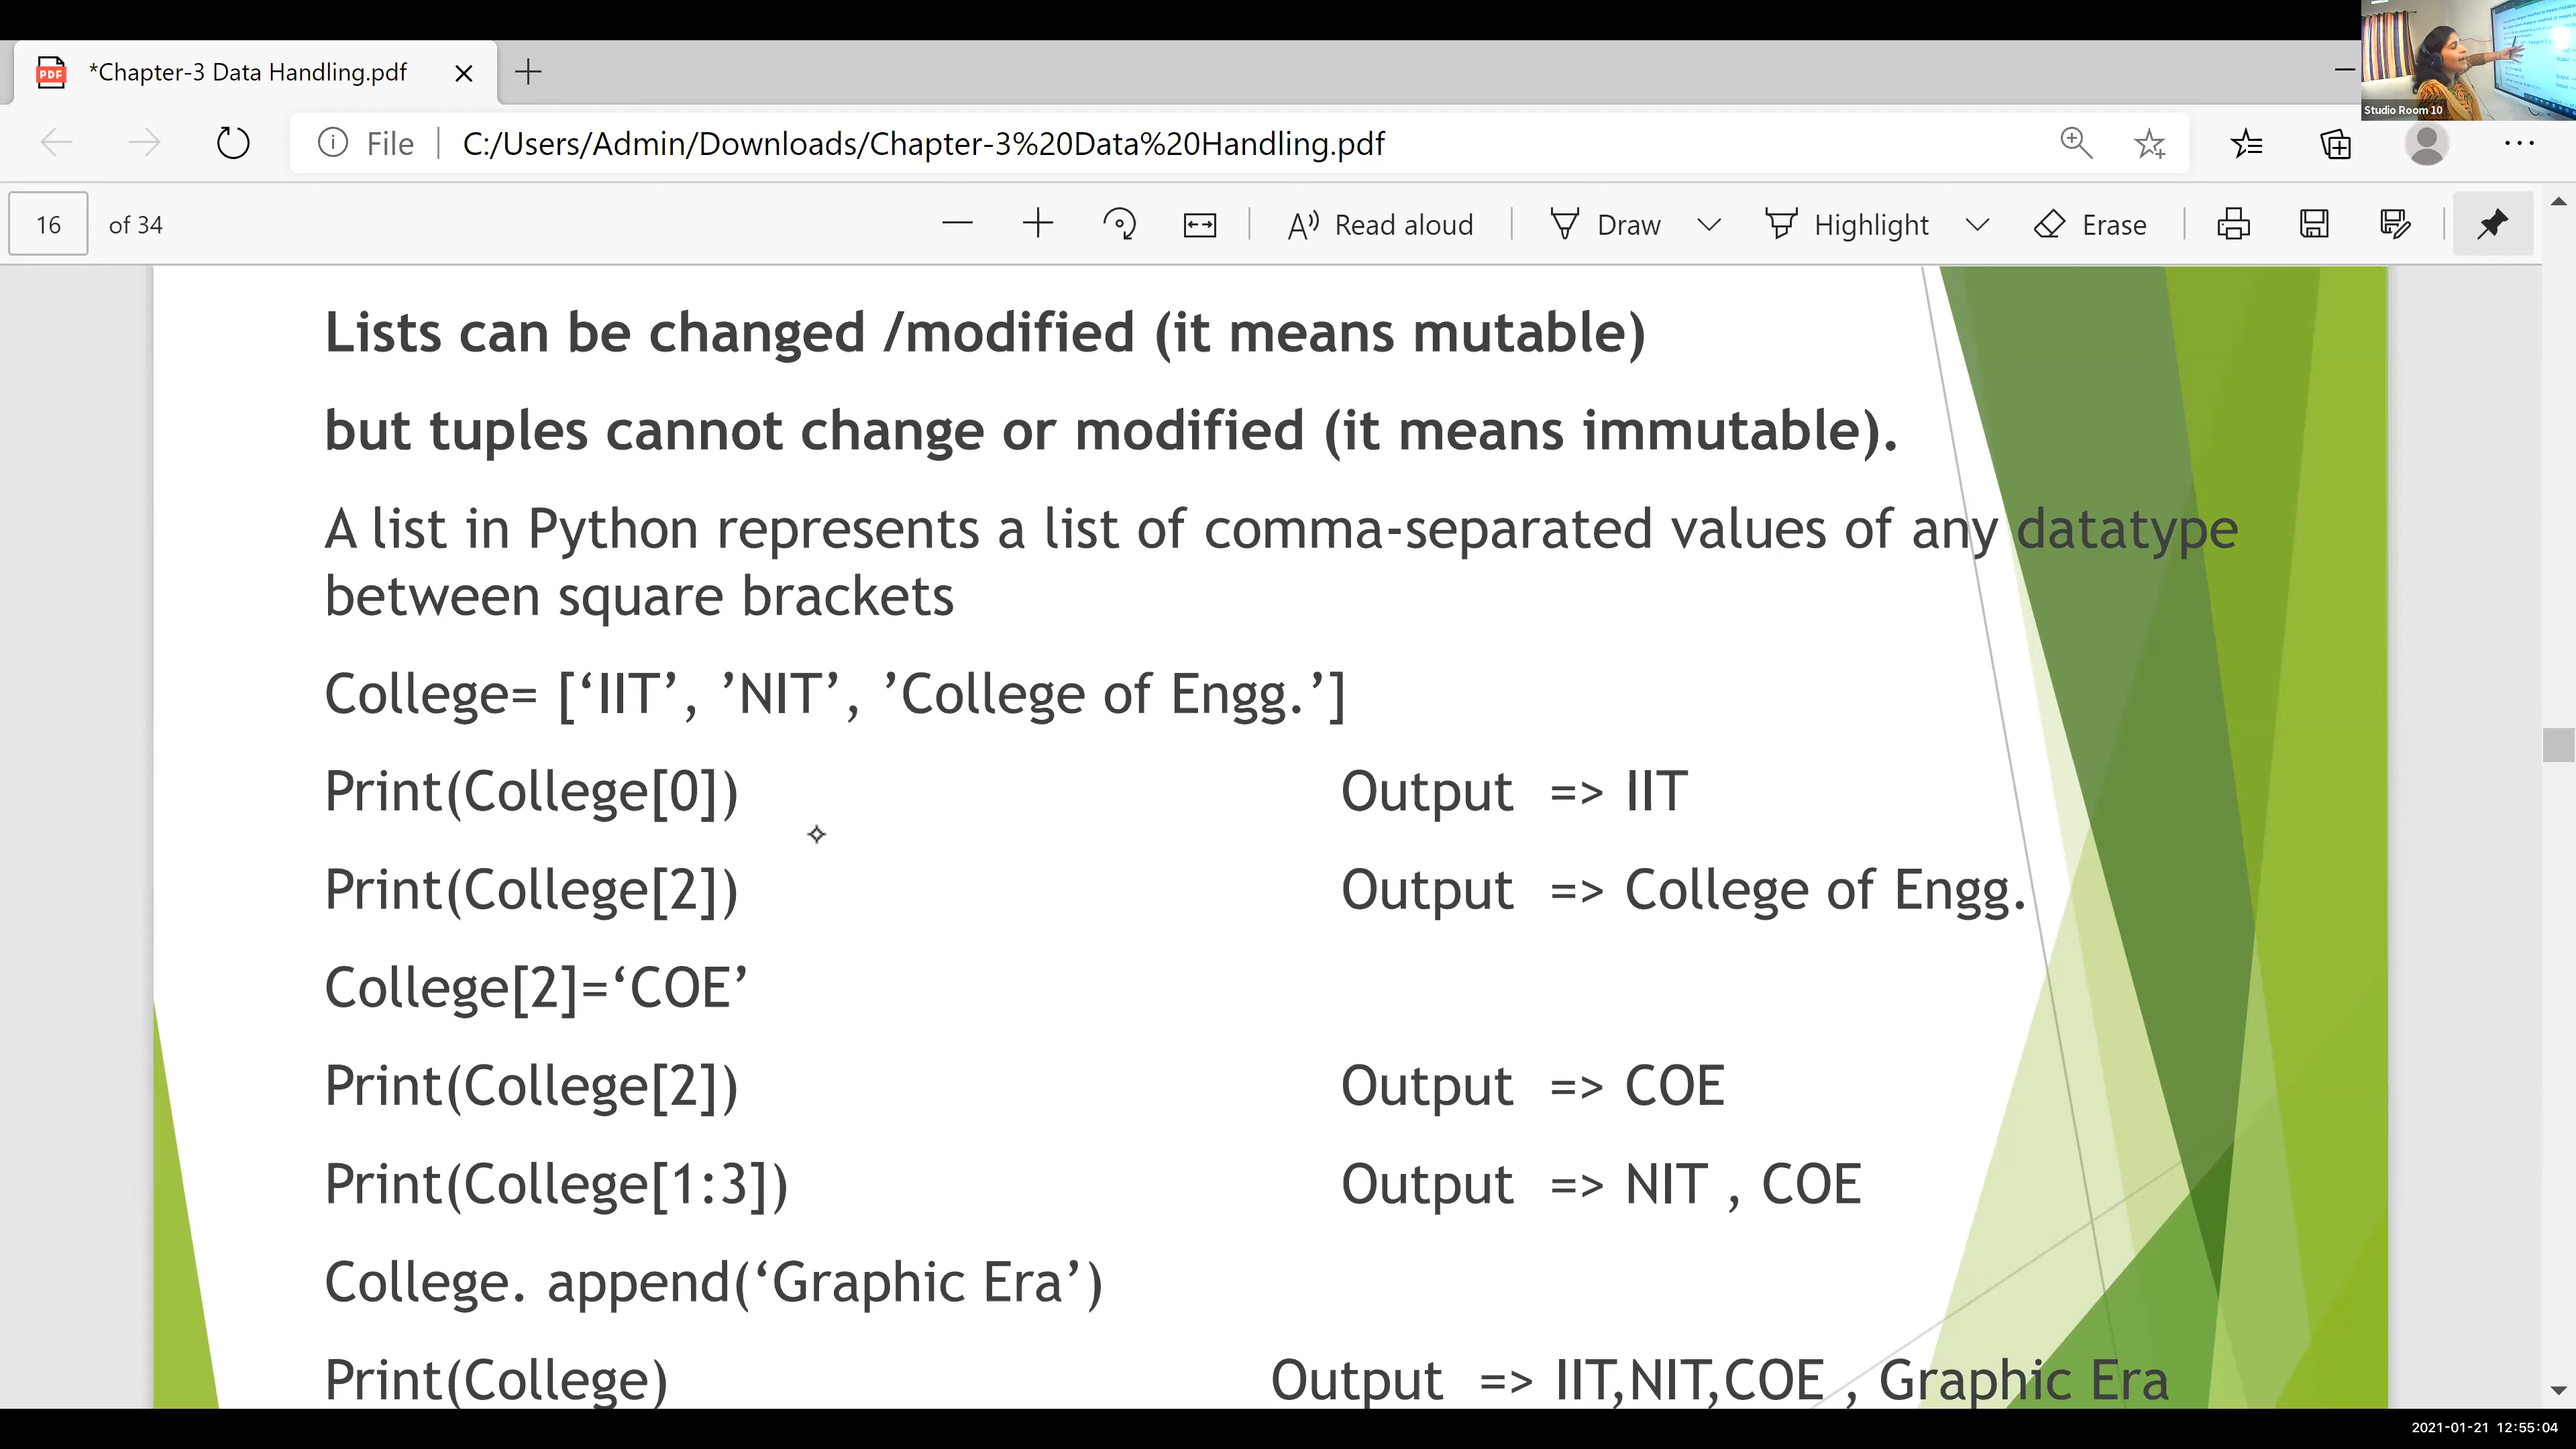 *Chapter-3 Data Handling.pdf
Studio Room 10
File
C:/Users/Admin/Downloads/Chapter-3%20Data%20Handling.pdf
16 of 34
Read aloud
Draw
Highlight
Erase
Lists can be changed /modified (it means mutable)
but tuples cannot change or modified (it means immutable).
A list in Python represents a list of comma-separated values of any datatype
between square brackets
College= [‘IIT’, ’NIT’, ’College of Engg.’]
Print(College[0]) Output => IIT
Print(College[2]) Output => College of Engg.
College[2]=‘COE’
Print(College[2]) Output => COE
Print(College[1:3]) Output => NIT , COE
College. append(‘Graphic Era’)
Print(College) Output => IIT,NIT,COE , Graphic Era
2021-01-21 12:55:04